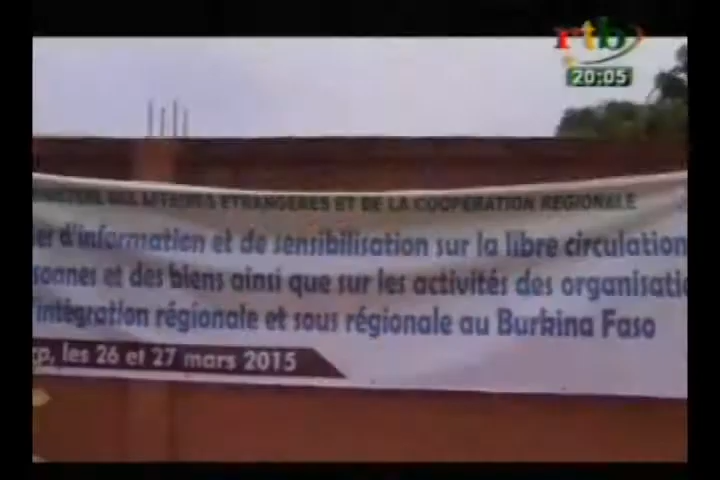 rtb
20:05
DES AFFAIRES ETRANGERES ET DE LA COOPERATION REGIONALE
d'information et de sensibilisation sur la libre circulation
et des biens ainsi que sur les activités des
intégration régionale et sous régionale au Burkina Faso
les 26 et 27 mars 2015